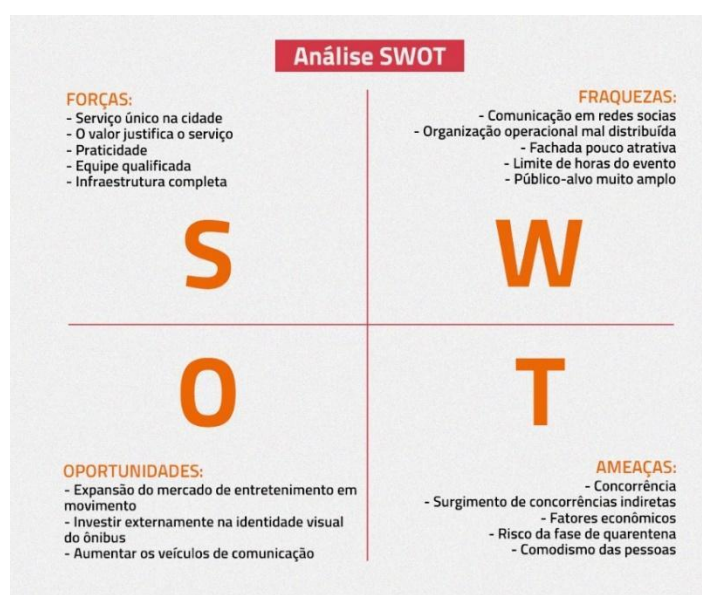 Análise SWOT
FORÇAS:
- Serviço único na cidade
- O valor justifica o serviço
- Praticidade
- Equipe qualificada
- Infraestrutura completa
S
FRAQUEZAS:
- Comunicação em redes socias
- Organização operacional mal distribuída
- Fachada pouco atrativa
- Limite de horas do evento
- Público-alvo muito amplo
W
O
OPORTUNIDADES:
- Expansão do mercado de entretenimento em
movimento
- Investir externamente na identidade visual
do ônibus
- Aumentar os veículos de comunicação
T
AMEAÇAS:
- Concorrência
- Surgimento de concorrências indiretas
- Fatores econômicos
- Risco da fase de quarentena
- Comodismo das pessoas